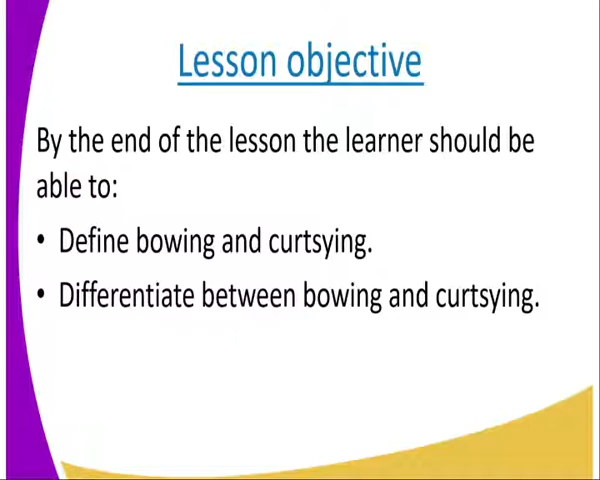 Lesson objective
By the end of the lesson the learner should be
able to:
• Define bowing and curtsying.
• Differentiate between bowing and curtsying.